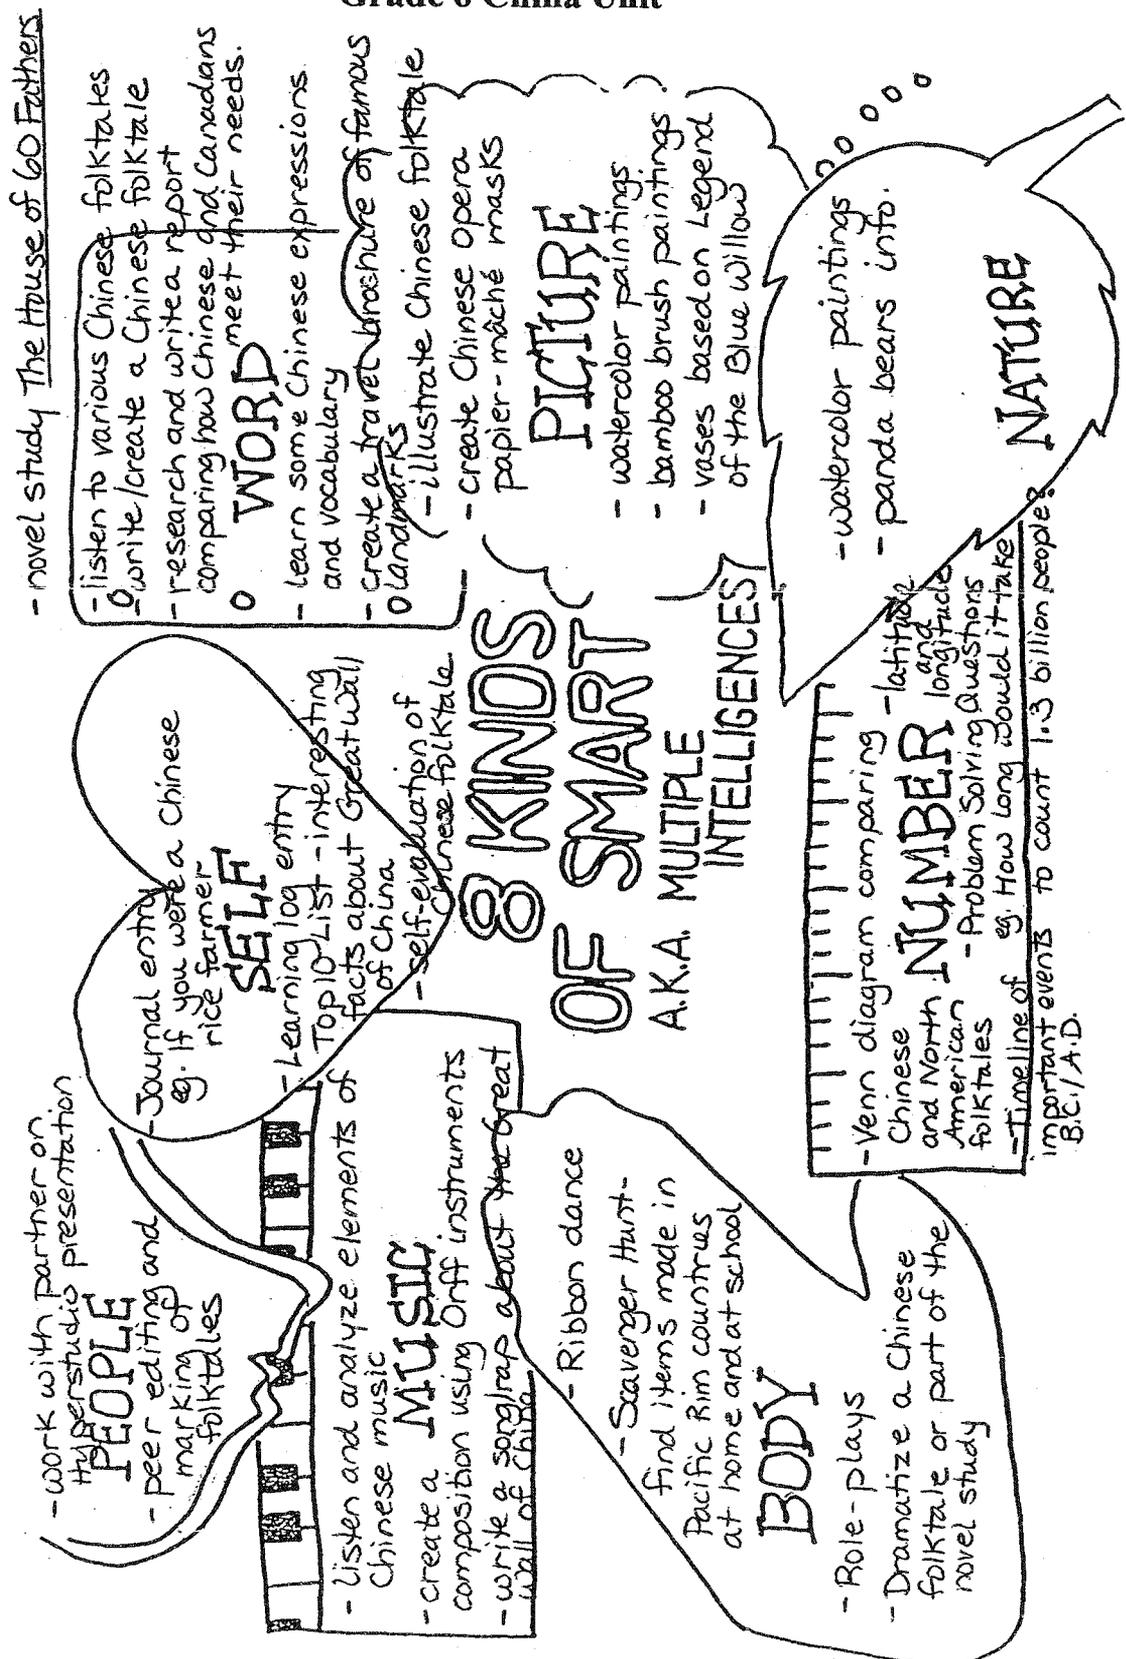 Grade 6 China Unit
- novel study The House of 60 Fathers
- listen to various Chinese folktales
- write/create a Chinese folktale
- research and write a report
comparing how Chinese and Canadians
meet their needs.
WORD
- learn some Chinese expressions
and vocabulary
- create a travel brochure of famous
landmarks
- illustrate Chinese folktale
- create Chinese opera
papier-mâché masks
PICTURE
- watercolor paintings
- bamboo brush paintings
- vases based on Legend
of the Blue Willow
- watercolor paintings
- panda bears info.
NATURE
- Journal entry
eg. If you were a Chinese
rice farmer
SELF
- Learning log entry
Top 10 List - interesting
facts about Great Wall
of China
- self-evaluation of
Chinese folktale
8 KINDS
OF SMART
A.K.A. MULTIPLE
INTELLIGENCES
- Venn diagram comparing
Chinese
and North
American
folktales
NUMBER
- latitude
and
longitude
- Problem Solving Questions
eg. How long would it take
to count 1.3 billion people?
- Timeline of
important events
B.C./A.D.
- work with partner on
Hyperstudio presentation
PEOPLE
- peer editing and
marking of
folktales
- listen and analyze elements of
Chinese music
MUSIC
- create a
composition using Orff instruments
- write a song/rap about the Great
Wall of China
- Ribbon dance
- Scavenger Hunt -
find items made in
Pacific Rim countries
at home and at school
BODY
- Role-plays
- Dramatize a Chinese
folktale or part of the
novel study